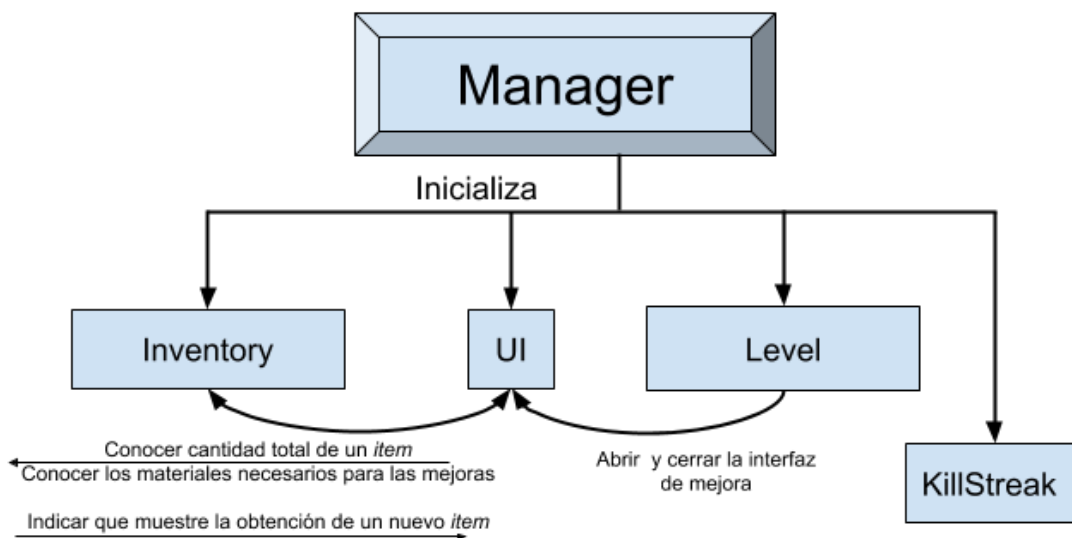 Manager
Inicializa
Inventory
UI
Level
Conocer cantidad total de un item
Conocer los materiales necesarios para las mejoras
Abrir y cerrar la interfaz
de mejora
KillStreak
Indicar que muestre la obtención de un nuevo item